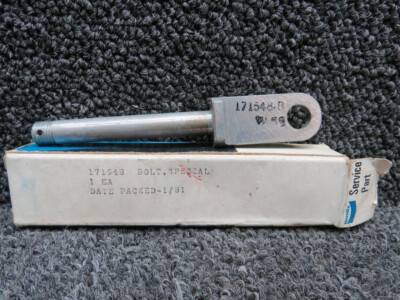 171548-B
171548 BOLT, SPECIAL
1 EA
DATE PACKED-1/81
Service
Part